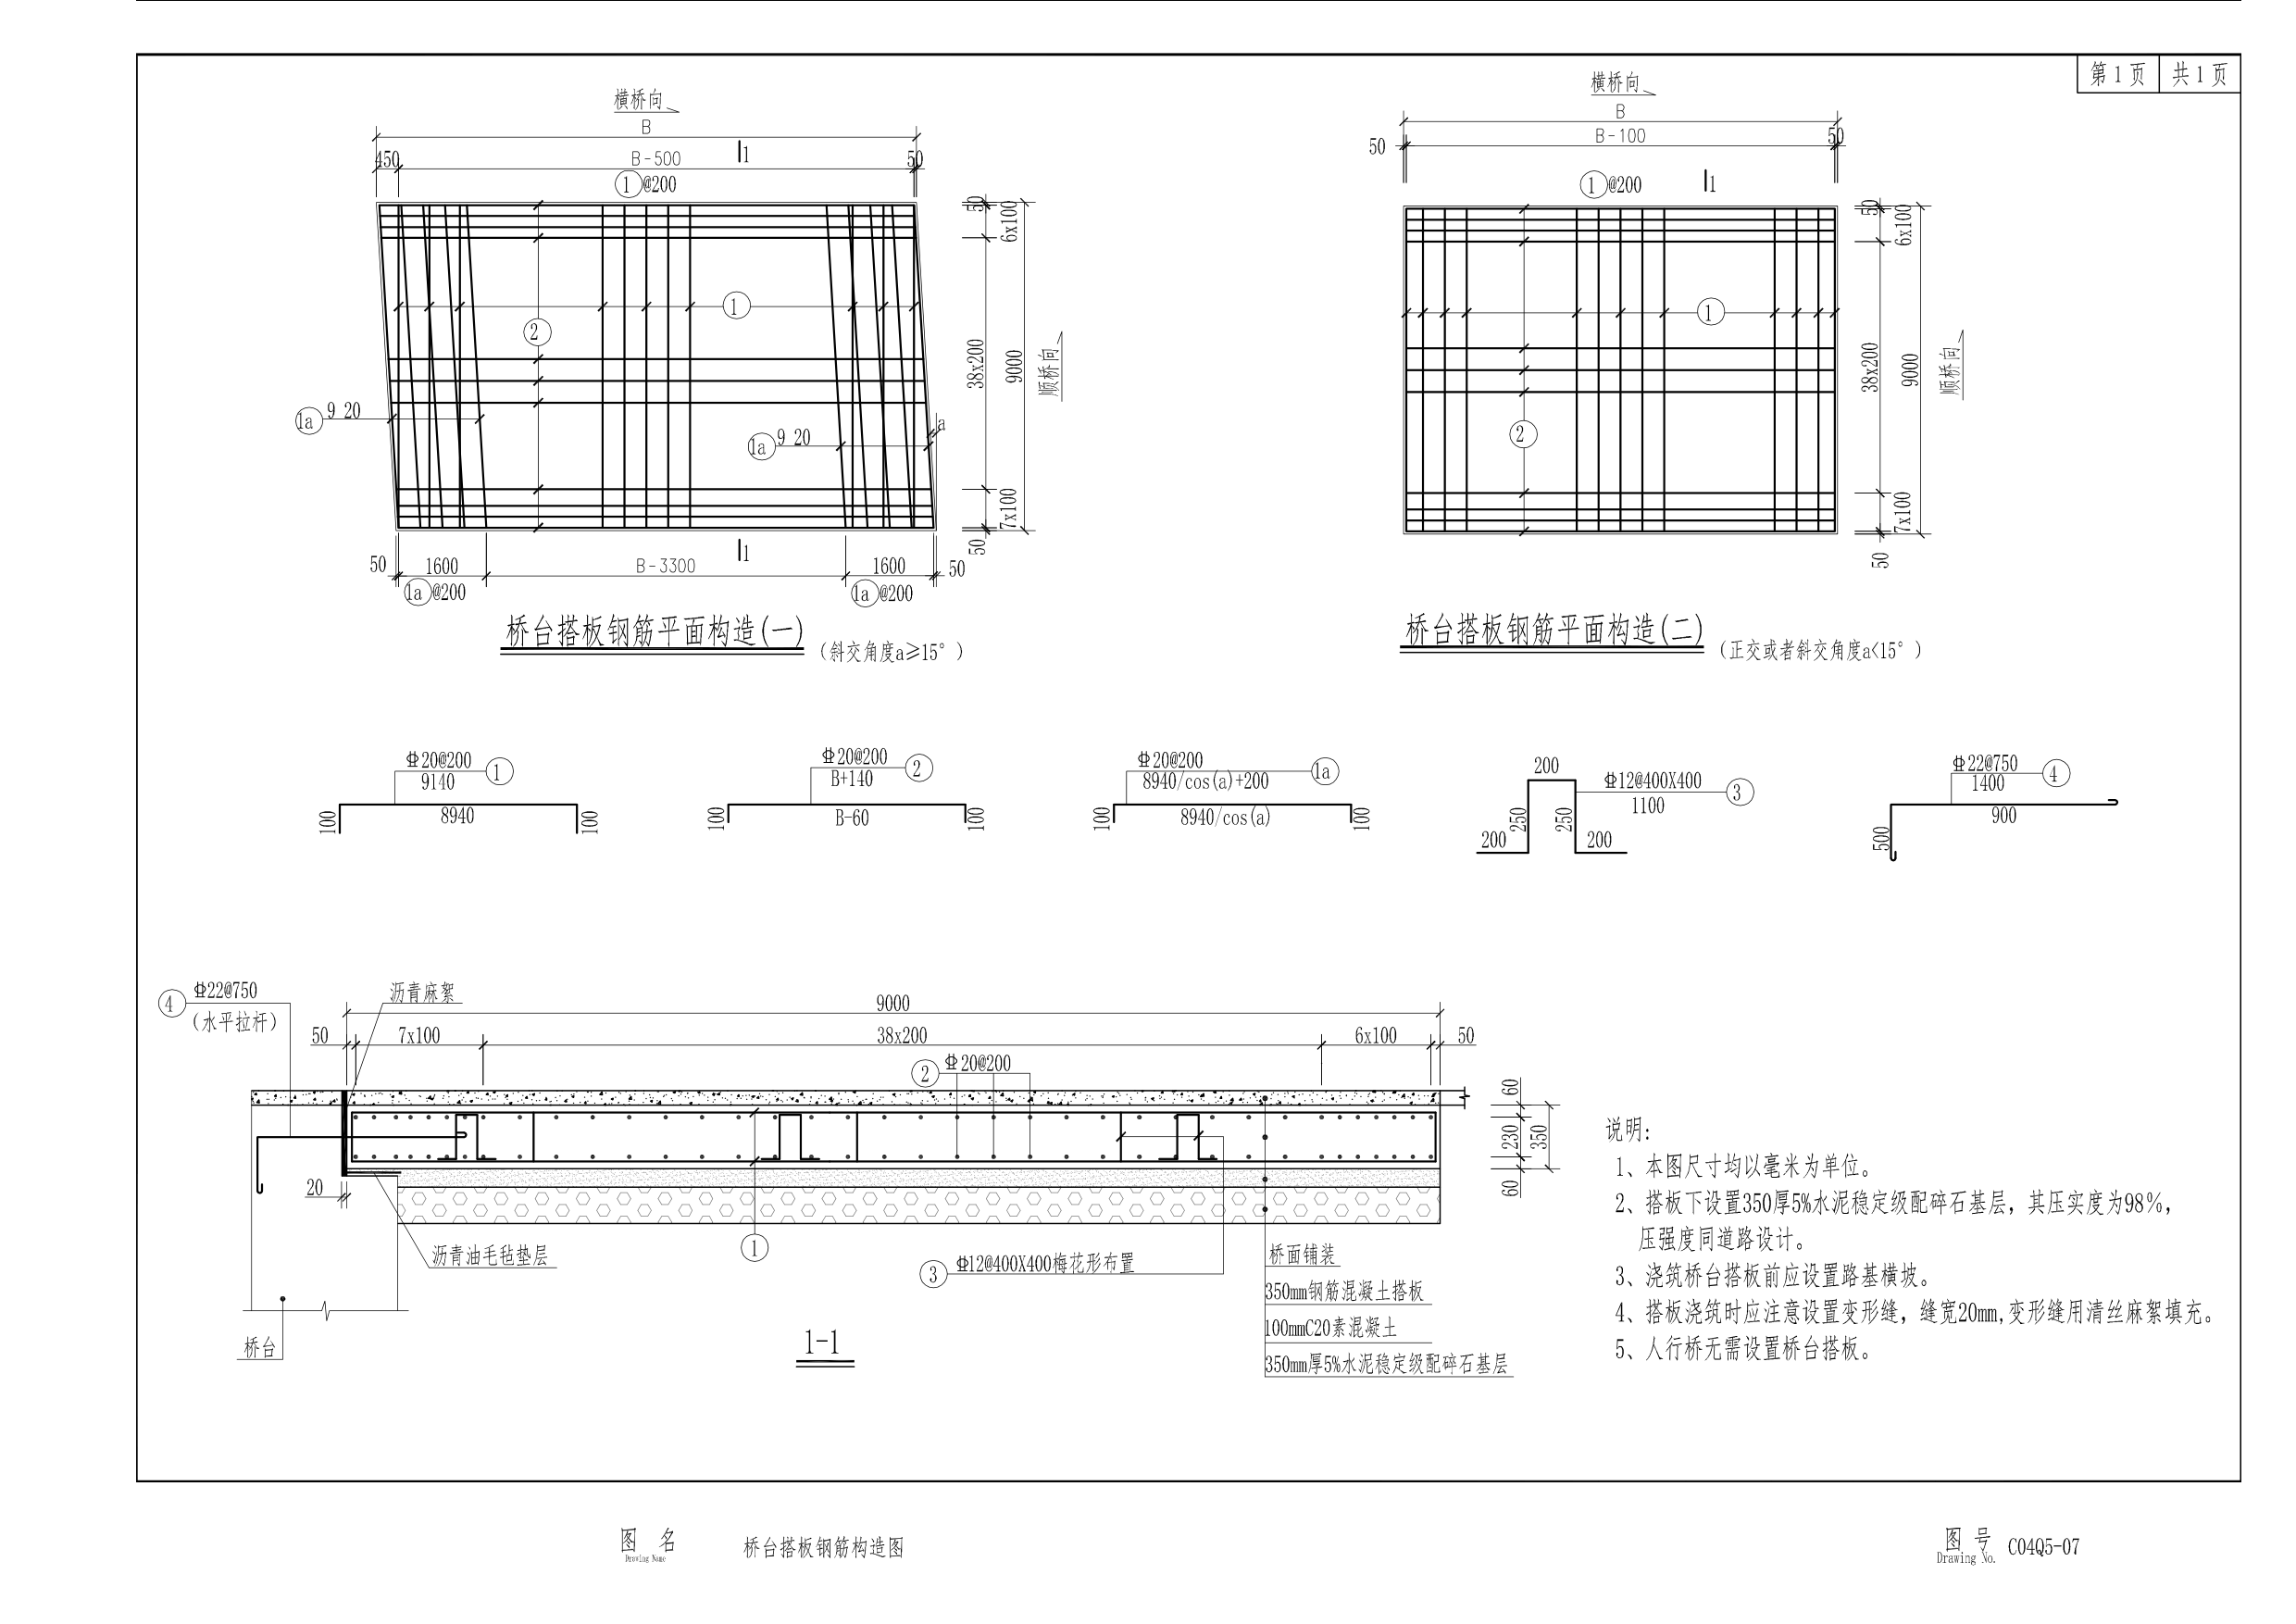 第 1 页 共 1 页
横桥向
B
450 B-500 50
1
①@200
50
6x100
38x200
9000
顺桥向
7x100
50
①
②
1a 9 20
1a 9 20
a
50 1600 B-3300 1600 50
1
1a @200 1a @200
桥台搭板钢筋平面构造(一) (斜交角度a≥15°)
横桥向
B
50 B-100 50
①@200
1
50
6x100
38x200
9000
顺桥向
7x100
50
①
②
桥台搭板钢筋平面构造(二) (正交或者斜交角度a<15°)
20@200 ①
9140
100 8940 100
20@200 ②
B+140
100 B-60 100
20@200 1a
8940/cos(a)+200
100 8940/cos(a) 100
200
12@400X400 ③
1100
250 250
200 200
22@750 ④
1400
900
500
④ 22@750
(水平拉杆)
沥青麻絮
9000
50 7x100 38x200 6x100 50
② 20@200
60
230
350
60
20
沥青油毛毡垫层
①
③ 12@400X400梅花形布置
桥面铺装
350mm钢筋混凝土搭板
100mmC20素混凝土
350mm厚5%水泥稳定级配碎石基层
桥台
1-1
说明:
1、本图尺寸均以毫米为单位。
2、搭板下设置350厚5%水泥稳定级配碎石基层，其压实度为98%，
压强度同道路设计。
3、浇筑桥台搭板前应设置路基横坡。
4、搭板浇筑时应注意设置变形缝，缝宽20mm,变形缝用清丝麻絮填充。
5、人行桥无需设置桥台搭板。
图 名 桥台搭板钢筋构造图
Drawing Name
图 号 C04Q5-07
Drawing No.